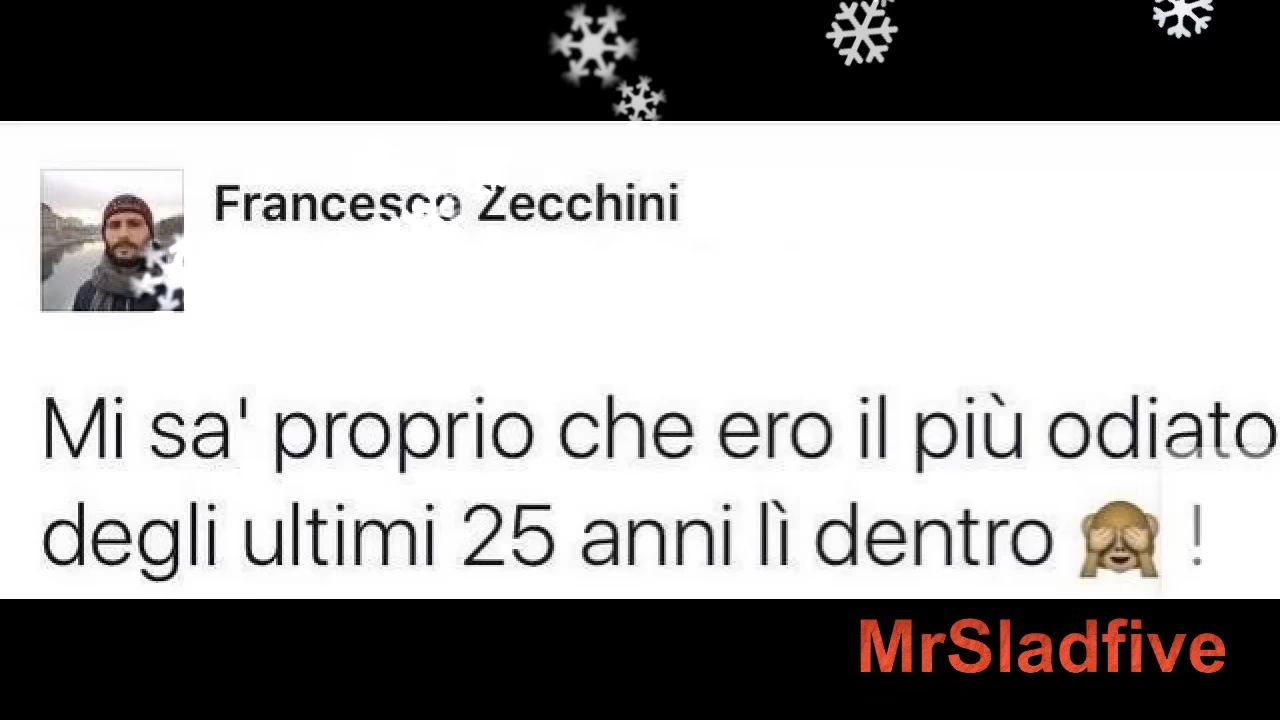 Francesco Zecchini
Mi sa' proprio che ero il più odiato
degli ultimi 25 anni lì dentro 🙈 !
MrSladfive